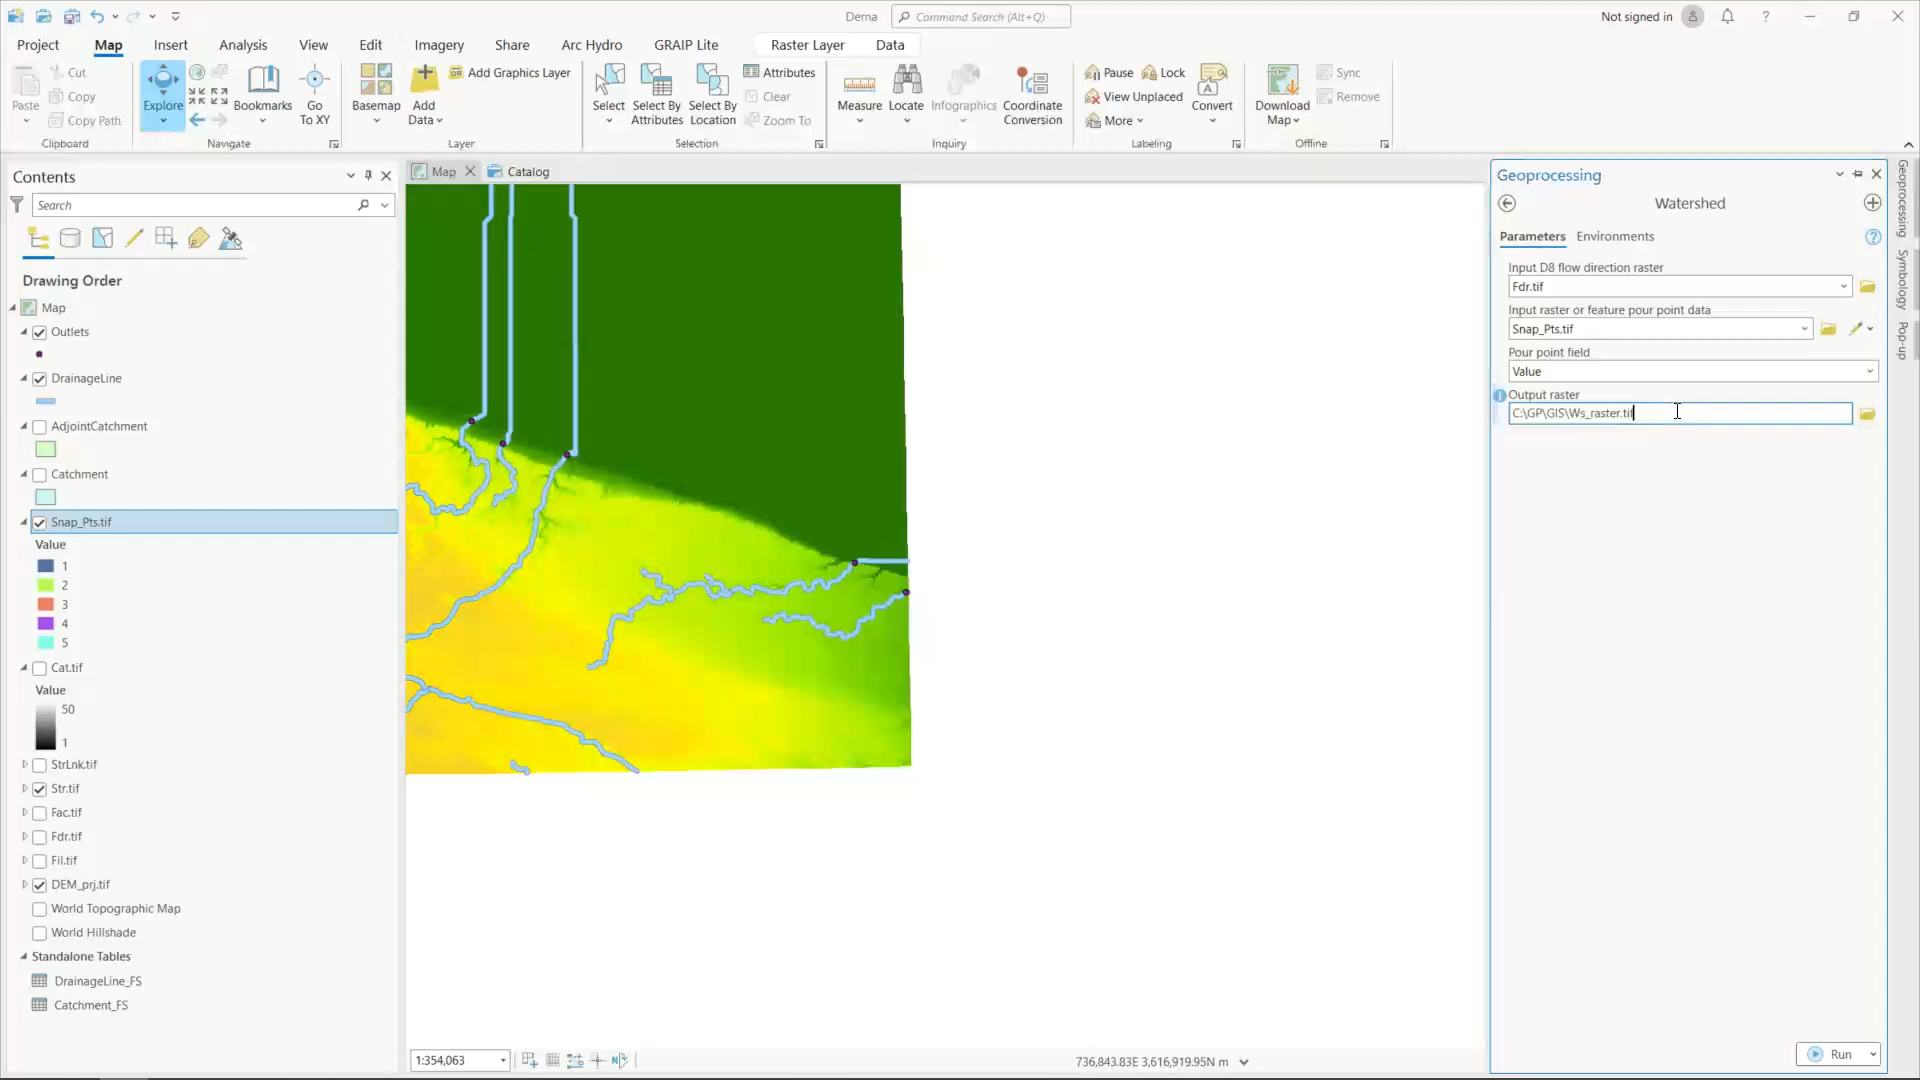 Derna
Command Search (Alt+Q)
Not signed in
Project
Map
Insert
Analysis
View
Edit
Imagery
Share
Arc Hydro
GRAIP Lite
Raster Layer
Data
Paste
Cut
Copy
Copy Path
Clipboard
Explore
Bookmarks
Go
To XY
Navigate
Basemap
Add
Data
Add Graphics Layer
Layer
Select
Select By
Attributes
Select By
Location
Attributes
Clear
Zoom To
Selection
Measure
Locate
Infographics
Coordinate
Conversion
Inquiry
Pause
Lock
View Unplaced
More
Convert
Labeling
Download
Map
Sync
Remove
Offline
Contents
Search
Drawing Order
Map
Outlets
DrainageLine
AdjointCatchment
Catchment
Snap_Pts.tif
Value
1
2
3
4
5
Cat.tif
Value
50
1
StrLnk.tif
Str.tif
Fac.tif
Fdr.tif
Fil.tif
DEM_prj.tif
World Topographic Map
World Hillshade
Standalone Tables
DrainageLine_FS
Catchment_FS
Map
Catalog
1:354,063
736,843.83E 3,616,919.95N m
Geoprocessing
Watershed
Parameters
Environments
Input D8 flow direction raster
Fdr.tif
Input raster or feature pour point data
Snap_Pts.tif
Pour point field
Value
Output raster
C:\GP\GIS\Ws_raster.tif
Run
Geoprocessing
Symbology
Pop-up